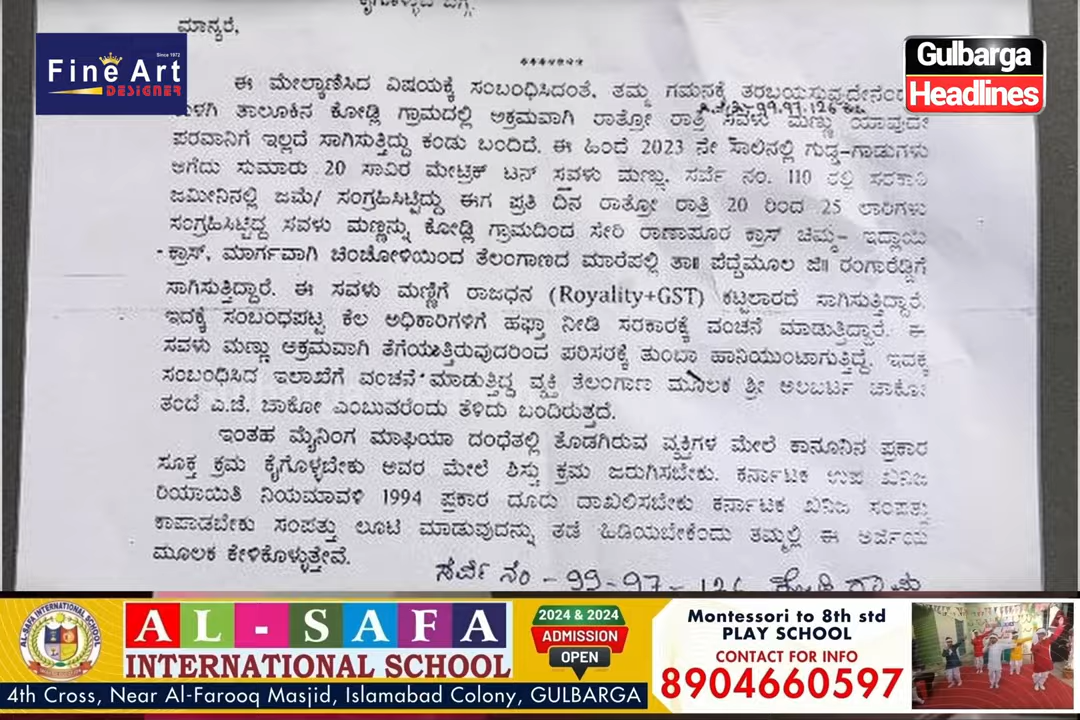 ಕೈಗೊಳ್ಳುವ ಬಗ್ಗೆ.
ಮಾನ್ಯರೆ,
Since 1972
Fine Art
DESIGNER
Gulbarga
Headlines
ಈ ಮೇಲ್ಕಾಣಿಸಿದ ವಿಷಯಕ್ಕೆ ಸಂಬಂಧಿಸಿದಂತೆ, ತಮ್ಮ ಗಮನಕ್ಕೆ ತರಬಯಸುವುದೇನೆಂದ
ತಾಲೂಕಿನ ಕೋಡ್ಲಿ ಗ್ರಾಮದಲ್ಲಿ ಅಕ್ರಮವಾಗಿ ರಾತ್ರೋ ರಾತ್ರಿ ಸವಳು ಮಣ್ಣು ಯಾವುದೇ
ಪರವಾನಿಗೆ ಇಲ್ಲದೆ ಸಾಗಿಸುತ್ತಿದ್ದು ಕಂಡು ಬಂದಿದೆ. ಈ ಹಿಂದೆ 2023 ನೇ ಸಾಲಿನಲ್ಲಿ ಗುಡ್ಡ-ಗಾಡುಗಳು
ಅಗೆದು ಸುಮಾರು 20 ಸಾವಿರ ಮೇಟ್ರಿಕ್ ಟನ್ ಸವಳು ಮಣ್ಣು. ಸರ್ವೆ ನಂ. 110 ರಲ್ಲಿ ಸರಕಾರಿ
ಜಮೀನಿನಲ್ಲಿ ಜಮೆ/ ಸಂಗ್ರಹಿಸಿಟ್ಟಿದ್ದು ಈಗ ಪ್ರತಿ ದಿನ ರಾತ್ರೋ ರಾತ್ರಿ 20 ರಿಂದ 25 ಲಾರಿಗಳು
ಸಂಗ್ರಹಿಸಿಟ್ಟಿದ್ದ ಸವಳು ಮಣ್ಣನ್ನು ಕೋಡ್ಲಿ ಗ್ರಾಮದಿಂದ ಸೇರಿ ರಾಣಾಪೂರ ಕ್ರಾಸ್ ಚಿಮ್ಮ-
ಕ್ರಾಸ್, ಮಾರ್ಗವಾಗಿ ಚಿಂಚೋಳಿಯಿಂದ ತೆಲಂಗಾಣದ ಮಾರೆಪಲ್ಲಿ ತಾ॥ ಪೆದ್ದೆಮೂಲ ಜಿ॥ ರಂಗಾರೆಡ್ಡಿಗೆ
ಸಾಗಿಸುತ್ತಿದ್ದಾರೆ. ಈ ಸವಳು ಮಣ್ಣಿಗೆ ರಾಜಧನ (Royality+GST) ಕಟ್ಟಲಾರದೆ ಸಾಗಿಸುತ್ತಿದ್ದಾರೆ.
ಇದಕ್ಕೆ ಸಂಬಂಧಪಟ್ಟ ಕೆಲ ಅಧಿಕಾರಿಗಳಿಗೆ ಹಫ್ತಾ ನೀಡಿ ಸರಕಾರಕ್ಕೆ ವಂಚನೆ ಮಾಡುತ್ತಿದ್ದಾರೆ. ಈ
ಸವಳು ಮಣ್ಣು ಅಕ್ರಮವಾಗಿ ತೆಗೆಯುತ್ತಿರುವುದರಿಂದ ಪರಿಸರಕ್ಕೆ ತುಂಬಾ ಹಾನಿಯುಂಟಾಗುತ್ತಿದ್ದೆ. ಇದಕ್ಕೆ
ಸಂಬಂಧಿಸಿದ ಇಲಾಖೆಗೆ ವಂಚನೆ ಮಾಡುತ್ತಿದ್ದ ವ್ಯಕ್ತಿ ತೆಲಂಗಾಣ ಮೂಲಕ ಶ್ರೀ ಅಲಬರ್ಟ ಜಾಕೋ
ತಂದೆ ಎ.ಜೆ. ಜಾಕೋ ಎಂಬುವರೆಂದು ತಿಳಿದು ಬಂದಿರುತ್ತದೆ.
ಇಂತಹ ಮೈನಿಂಗ ಮಾಫಿಯಾ ದಂಧೆತಲ್ಲಿ ತೊಡಗಿರುವ ವ್ಯಕ್ತಿಗಳ ಮೇಲೆ ಕಾನೂನಿನ ಪ್ರಕಾರ
ಸೂಕ್ತ ಕ್ರಮ ಕೈಗೊಳ್ಳಬೇಕು ಅವರ ಮೇಲೆ ಶಿಸ್ತು ಕ್ರಮ ಜರುಗಿಸಬೇಕು. ಕರ್ನಾಟಕ ಉಪ ಖನಿಜ
ರಿಯಾಯಿತಿ ನಿಯಮಾವಳಿ 1994 ಪ್ರಕಾರ ದೂರು ದಾಖಲಿಸಬೇಕು ಕರ್ನಾಟಕ ಖನಿಜ ಸಂಪತ್ತು
ಕಾಪಾಡಬೇಕು ಸಂಪತ್ತು ಲೂಟಿ ಮಾಡುವುದನ್ನು ತಡೆ ಹಿಡಿಯಬೇಕೆಂದು ತಮ್ಮಲ್ಲಿ ಈ ಅರ್ಜಿಯ
ಮೂಲಕ ಕೇಳಿಕೊಳ್ಳುತ್ತೇವೆ.
ಸರ್ವೆ ನಂ - 99-97-126
AL-SAFA INTERNATIONAL SCHOOL
AL-SAFA
INTERNATIONAL SCHOOL
4th Cross, Near Al-Farooq Masjid, Islamabad Colony, GULBARGA
2024 & 2024
ADMISSION
OPEN
Montessori to 8th std
PLAY SCHOOL
CONTACT FOR INFO
8904660597